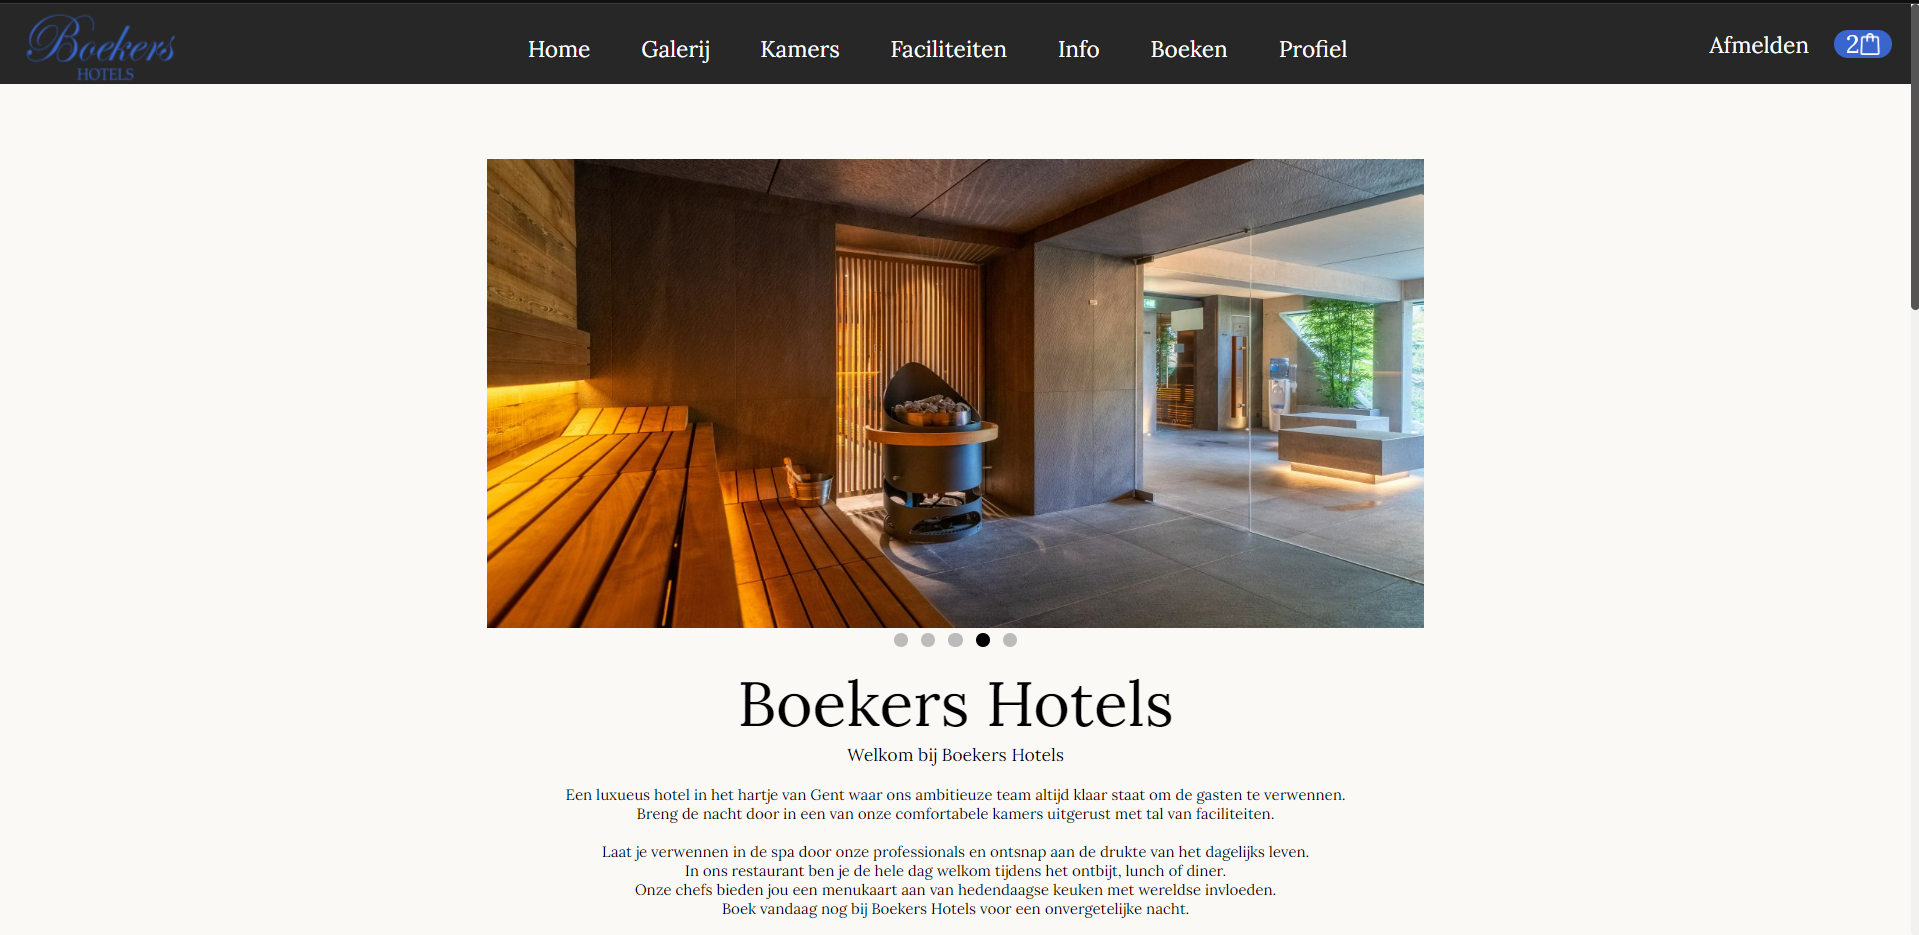 Boekers
HOTELS
Home
Galerij
Kamers
Faciliteiten
Info
Boeken
Profiel
Afmelden
2
Boekers Hotels
Welkom bij Boekers Hotels
Een luxueus hotel in het hartje van Gent waar ons ambitieuze team altijd klaar staat om de gasten te verwennen.
Breng de nacht door in een van onze comfortabele kamers uitgerust met tal van faciliteiten.
Laat je verwennen in de spa door onze professionals en ontsnap aan de drukte van het dagelijks leven.
In ons restaurant ben je de hele dag welkom tijdens het ontbijt, lunch of diner.
Onze chefs bieden jou een menukaart aan van hedendaagse keuken met wereldse invloeden.
Boek vandaag nog bij Boekers Hotels voor een onvergetelijke nacht.